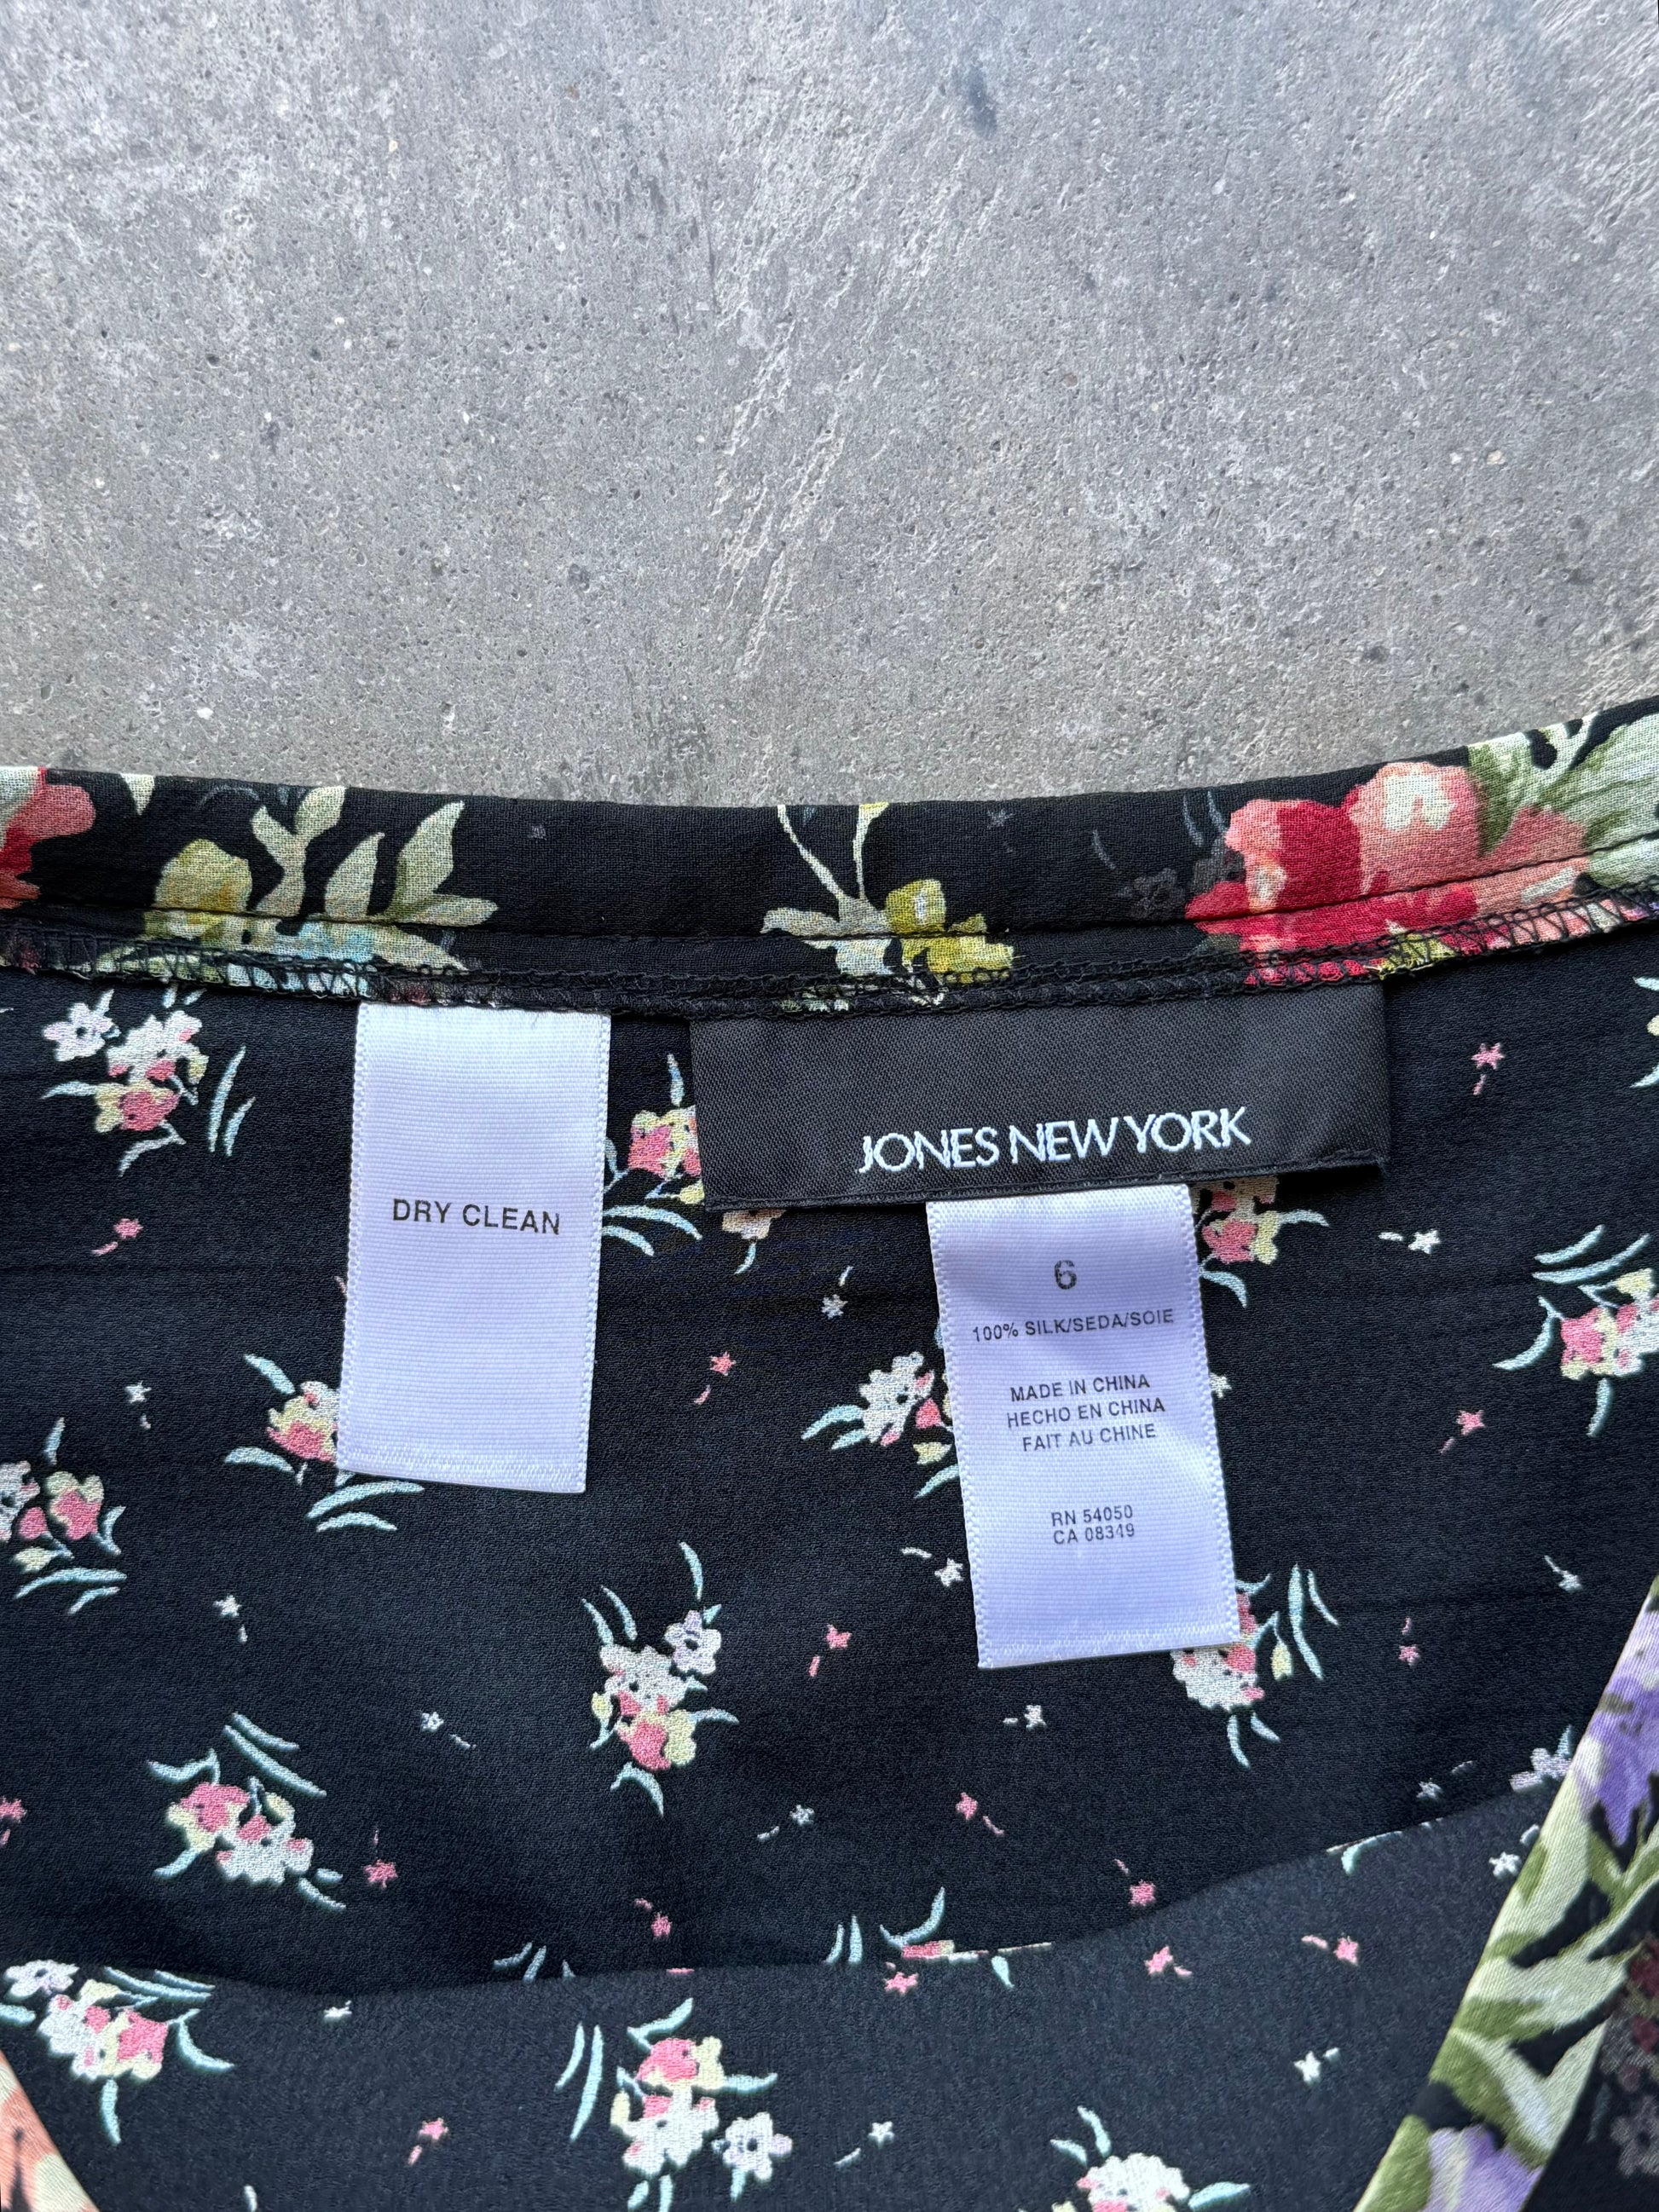 DRY CLEAN
JONES NEW YORK
6
100% SILK/SEDA/SOIE
MADE IN CHINA
HECHO EN CHINA
FAIT AU CHINE
RN 54050
CA 08349